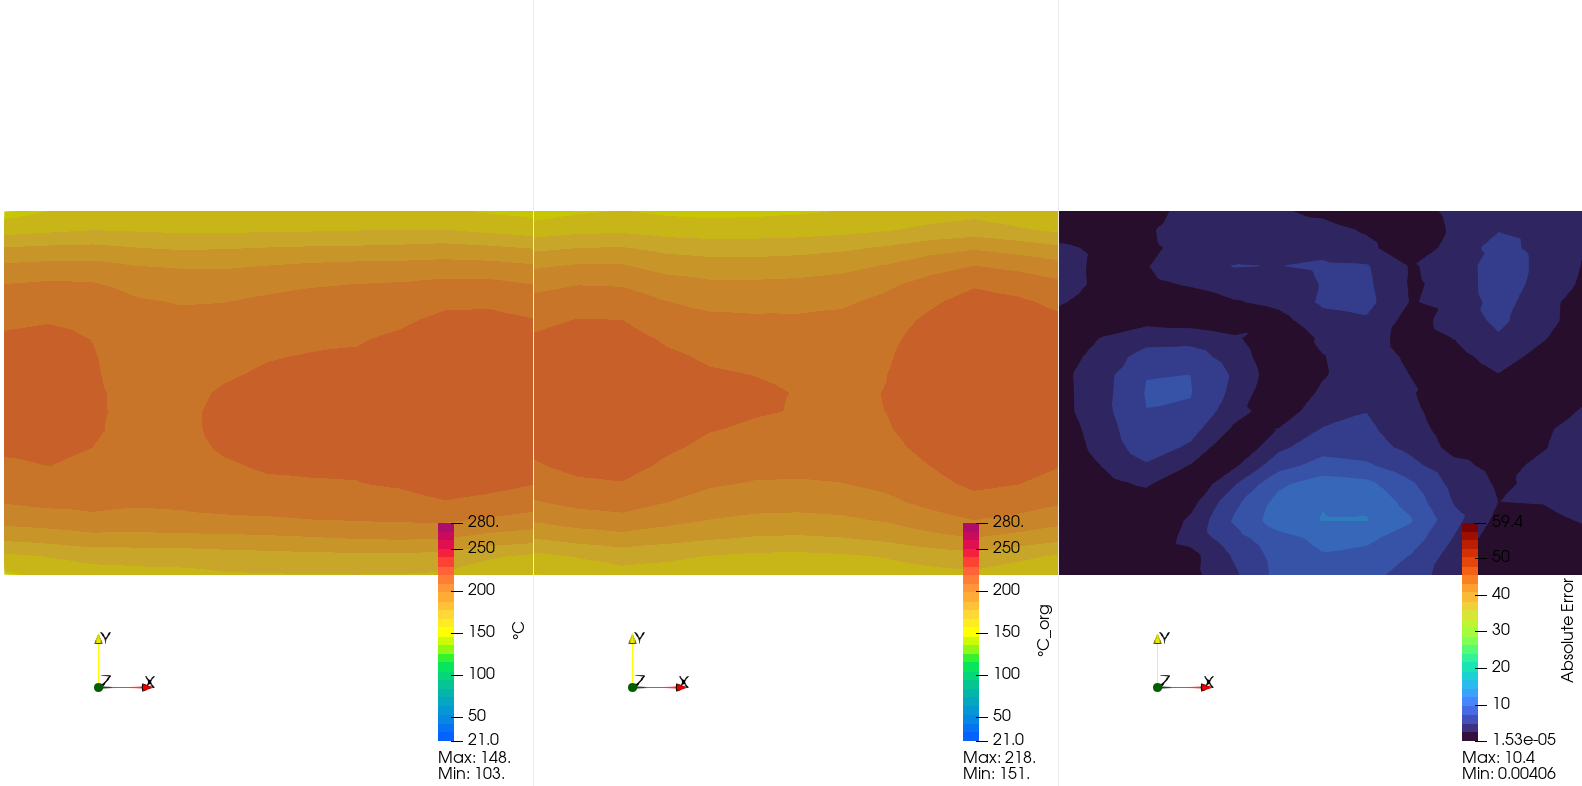 280.
250
200
150
100
50
21.0
°C
Max: 148.
Min: 103.
Y
Z
X
280.
250
200
150
100
50
21.0
°C_org
Max: 218.
Min: 151.
Y
Z
X
59.4
50
40
30
20
10
1.53e-05
Absolute Error
Max: 10.4
Min: 0.00406
Y
Z
X